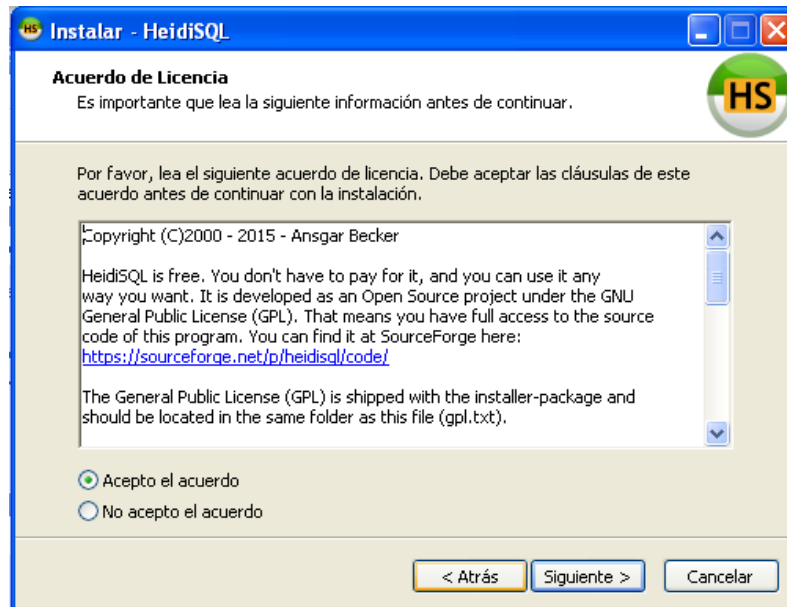 HS Instalar - HeidiSQL
Acuerdo de Licencia
Es importante que lea la siguiente información antes de continuar.
HS
Por favor, lea el siguiente acuerdo de licencia. Debe aceptar las cláusulas de este
acuerdo antes de continuar con la instalación.
Copyright (C)2000 - 2015 - Ansgar Becker
HeidiSQL is free. You don't have to pay for it, and you can use it any
way you want. It is developed as an Open Source project under the GNU
General Public License (GPL). That means you have full access to the source
code of this program. You can find it at SourceForge here:
https://sourceforge.net/p/heidisql/code/
The General Public License (GPL) is shipped with the installer-package and
should be located in the same folder as this file (gpl.txt).
Acepto el acuerdo
No acepto el acuerdo
< Atrás Siguiente > Cancelar